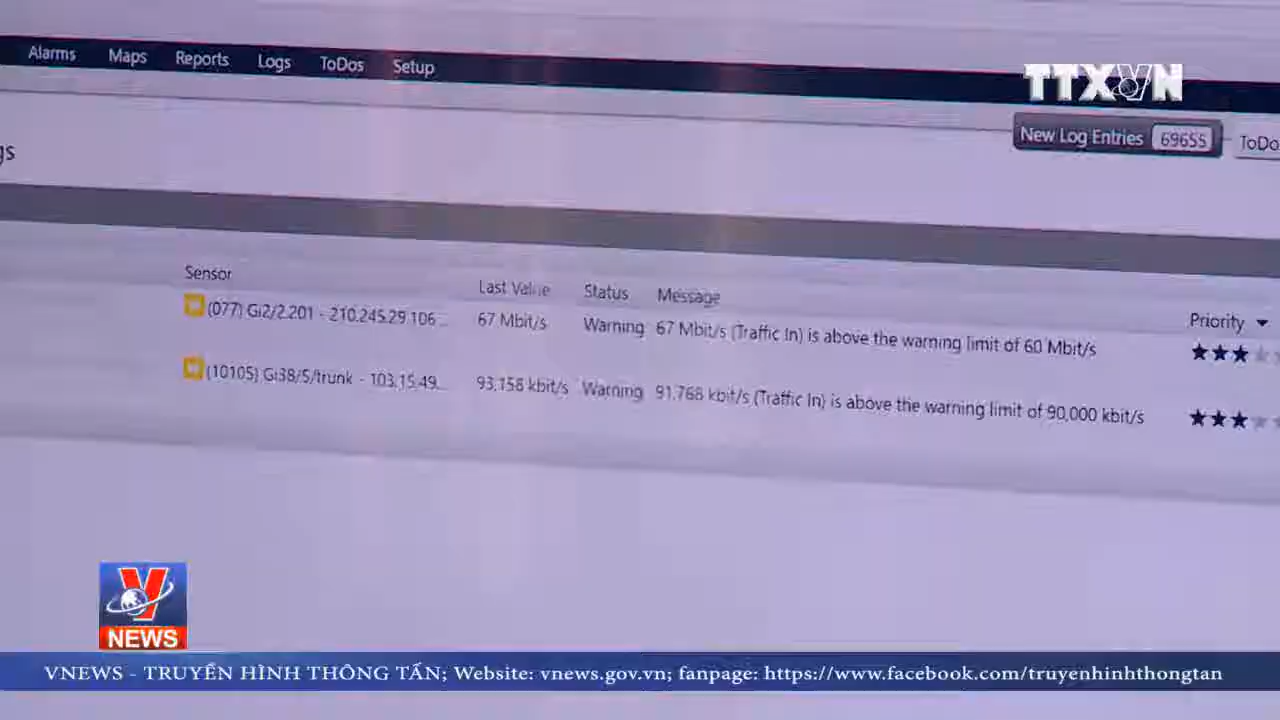 Alarms Maps Reports Logs ToDos Setup
TTXVN
New Log Entries 69655 ToDo
gs
Sensor Last Value Status Message Priority
(077) Gi2/2.201 - 210.245.29.106... 67 Mbit/s Warning 67 Mbit/s (Traffic In) is above the warning limit of 60 Mbit/s
(10105) Gi38/5/trunk - 103.15.49... 93,158 kbit/s Warning 91,768 kbit/s (Traffic In) is above the warning limit of 90,000 kbit/s
V
NEWS
VNEWS - TRUYỀN HÌNH THÔNG TẤN; Website: vnews.gov.vn; fanpage: https://www.facebook.com/truyenhinhthongtan